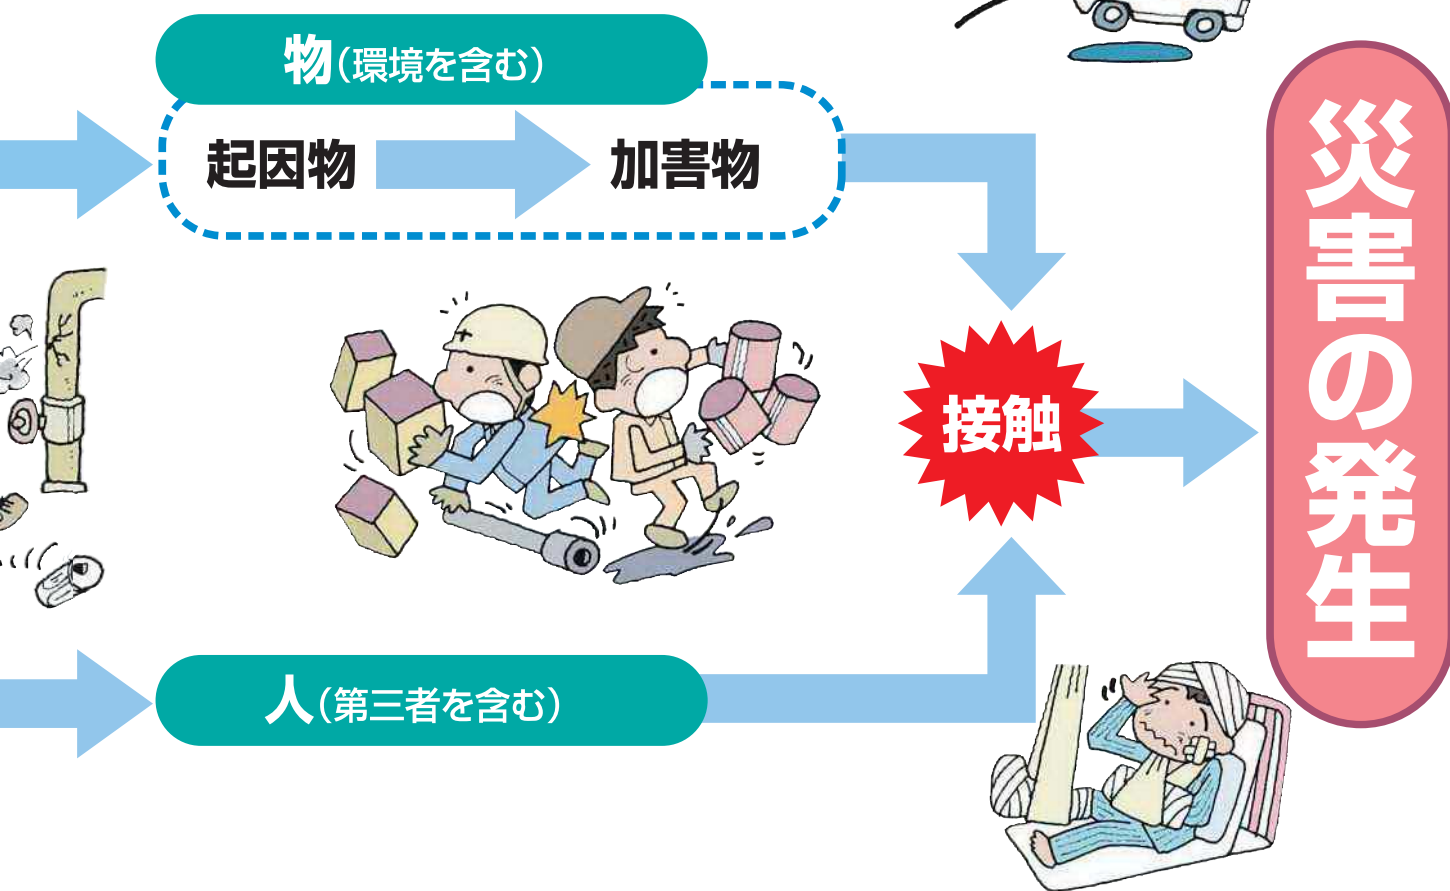 物（環境を含む）
起因物
加害物
接触
人（第三者を含む）
災害の発生